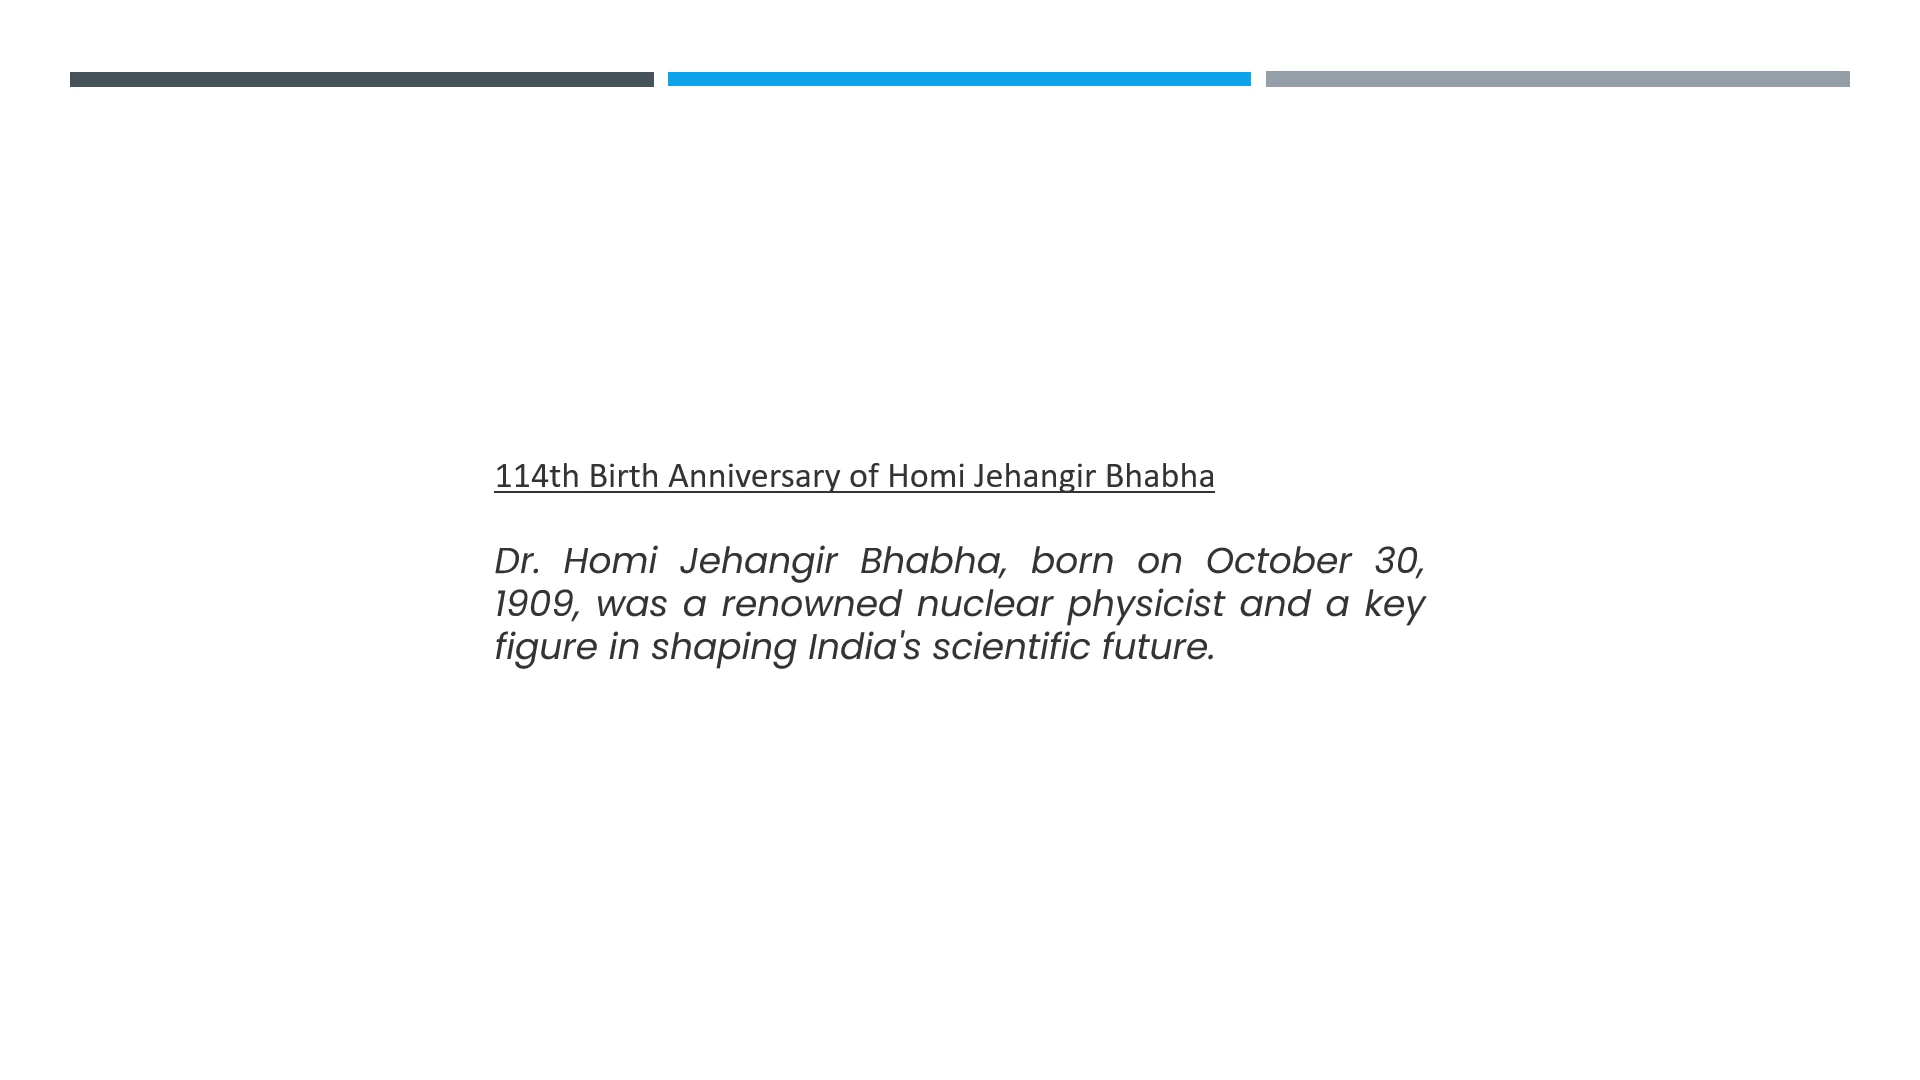 114th Birth Anniversary of Homi Jehangir Bhabha
Dr. Homi Jehangir Bhabha, born on October 30,
1909, was a renowned nuclear physicist and a key
figure in shaping India's scientific future.